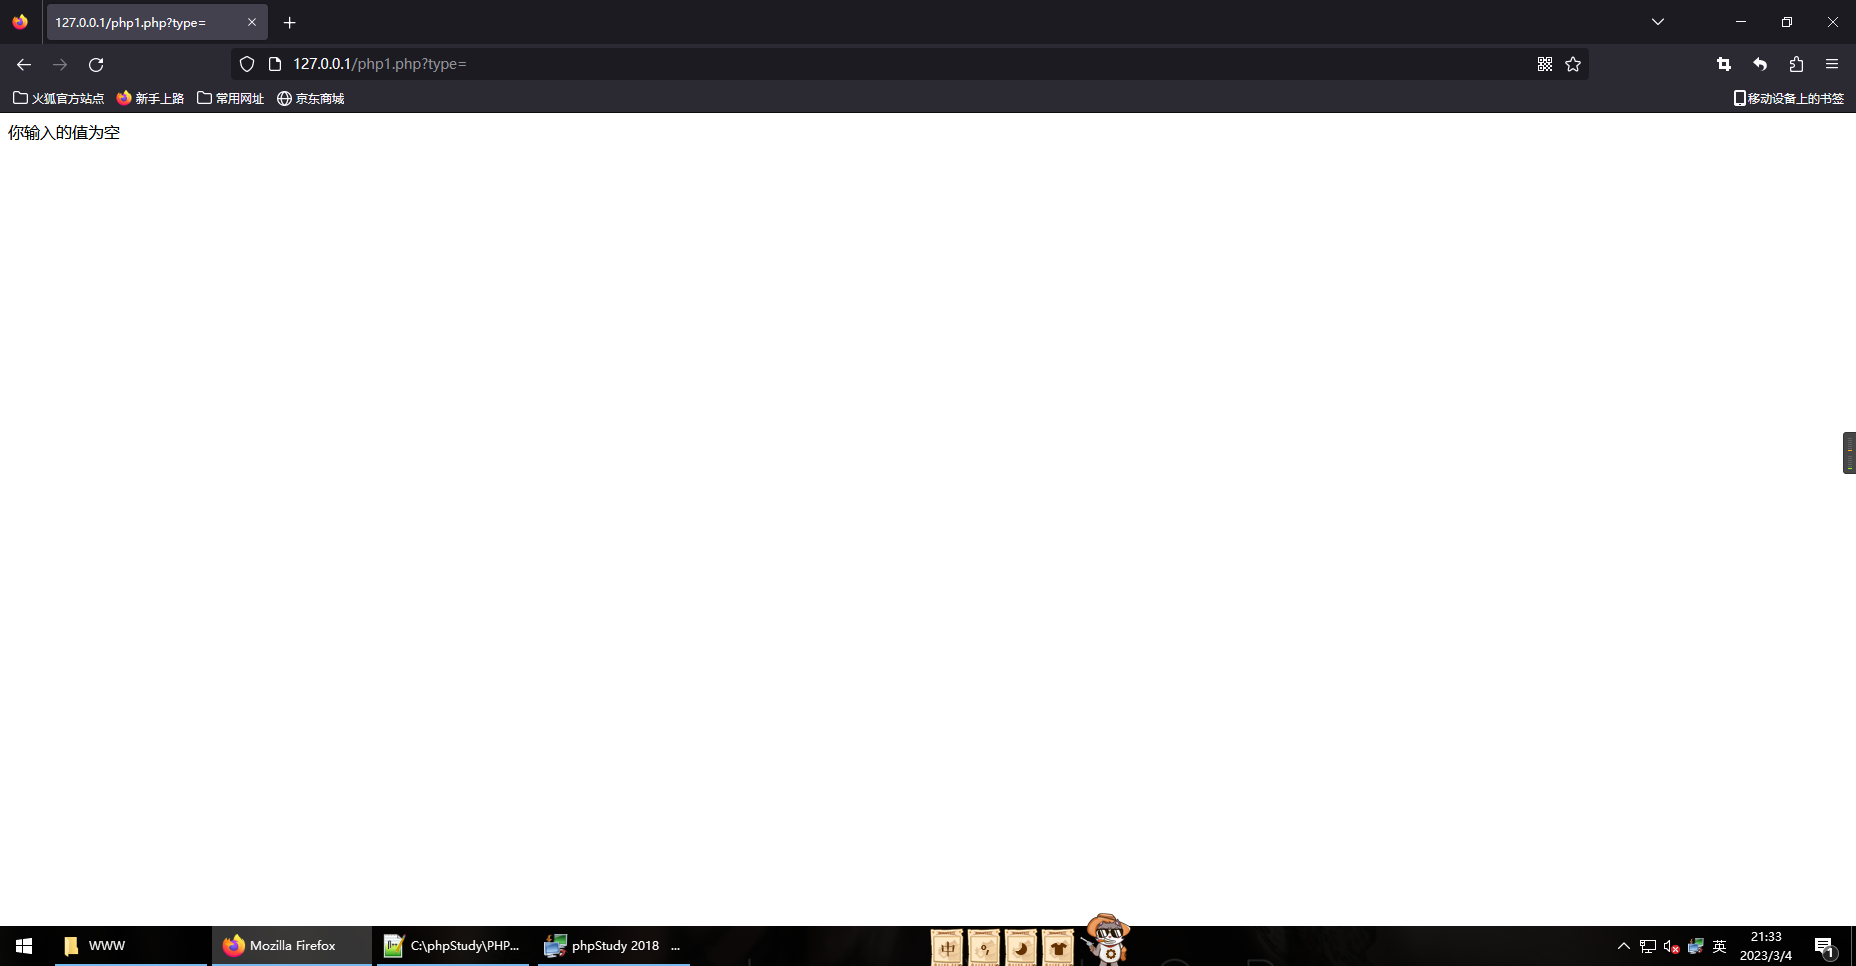 127.0.0.1/php1.php?type=
127.0.0.1/php1.php?type=
火狐官方站点 新手上路 常用网址 京东商城 移动设备上的书签
你输入的值为空
WWW Mozilla Firefox C:\phpStudy\PHP... phpStudy 2018 ... 中 英 21:33
2023/3/4 1